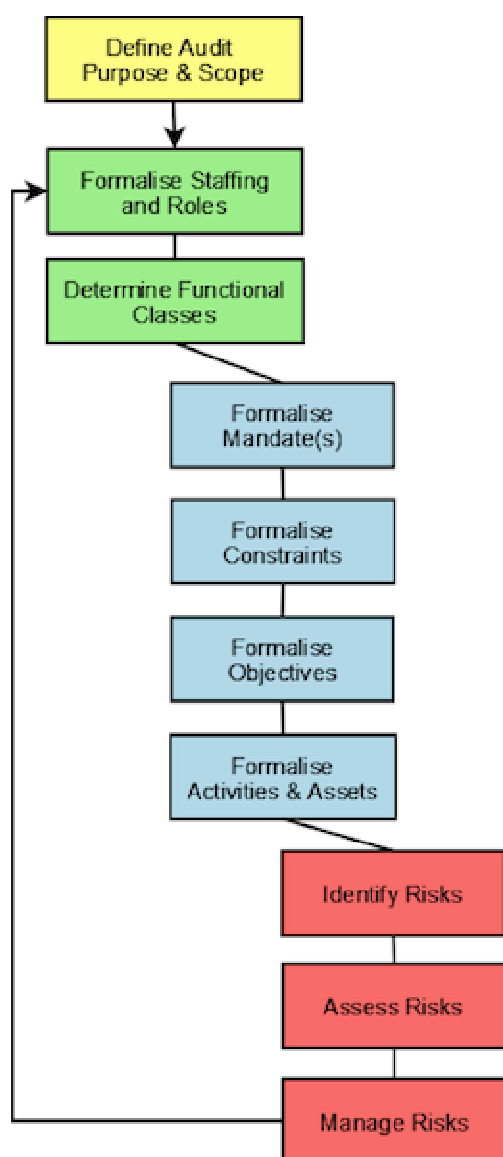 Define Audit
Purpose & Scope
Formalise Staffing
and Roles
Determine Functional
Classes
Formalise
Mandate(s)
Formalise
Constraints
Formalise
Objectives
Formalise
Activities & Assets
Identify Risks
Assess Risks
Manage Risks